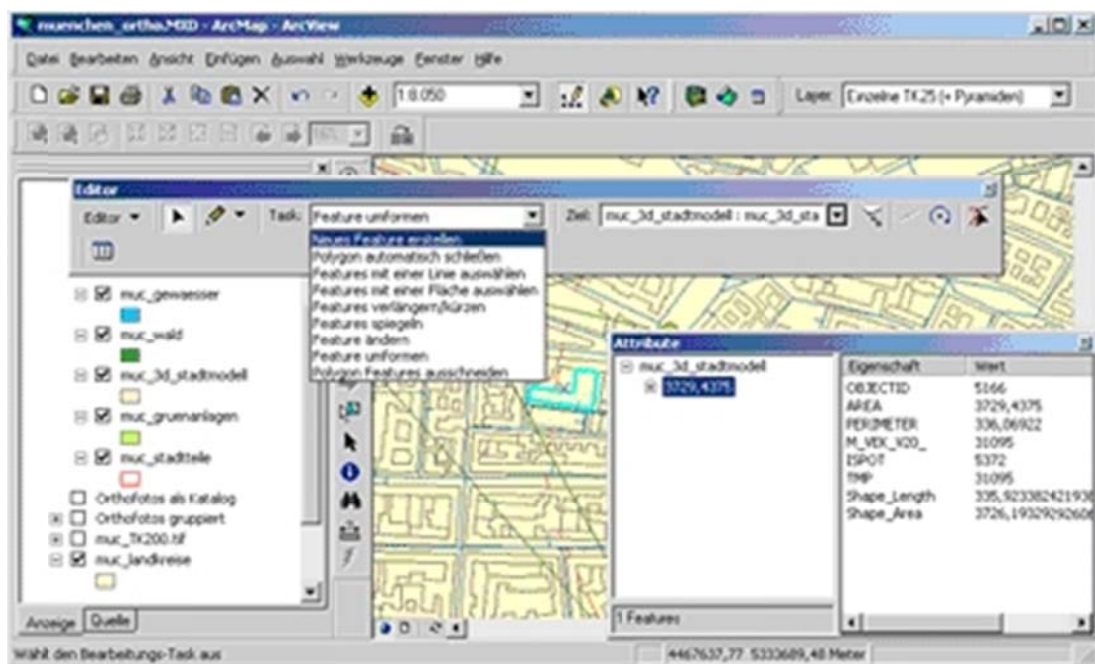 muenchen_ortho.MXD - ArcMap - ArcView
Datei Bearbeiten Ansicht Einfügen Auswahl Werkzeuge Fenster Hilfe
1:8.050
Layer: Einzelne TK25 (+ Pyramiden)
Editor
Editor
Task: Feature umformen
Ziel: muc_3d_stadtmodell : muc_3d_sta
Neues Feature erstellen
Polygon automatisch schließen
Features mit einer Linie auswählen
Features mit einer Fläche auswählen
Features verlängern/kürzen
Features spiegeln
Feature ändern
Feature umformen
Polygon Features ausschneiden
muc_gewaesser
muc_wald
muc_3d_stadtmodell
muc_gruenanlagen
muc_stadtteile
Orthofotos als Katalog
Orthofotos gruppiert
muc_TK200.tif
muc_landkreise
Anzeige Quelle
Attribute
muc_3d_stadtmodell
3729,4375
Eigenschaft Wert
OBJECTID 5166
AREA 3729,4375
PERIMETER 336,06922
M_VEK_V20_ 31095
ISPOT 5372
TMP 31095
Shape_Length 335,923382421938
Shape_Area 3726,1932929260
1 Features
Wählt den Bearbeitungs-Task aus
4467637,77 5333689,48 Meter